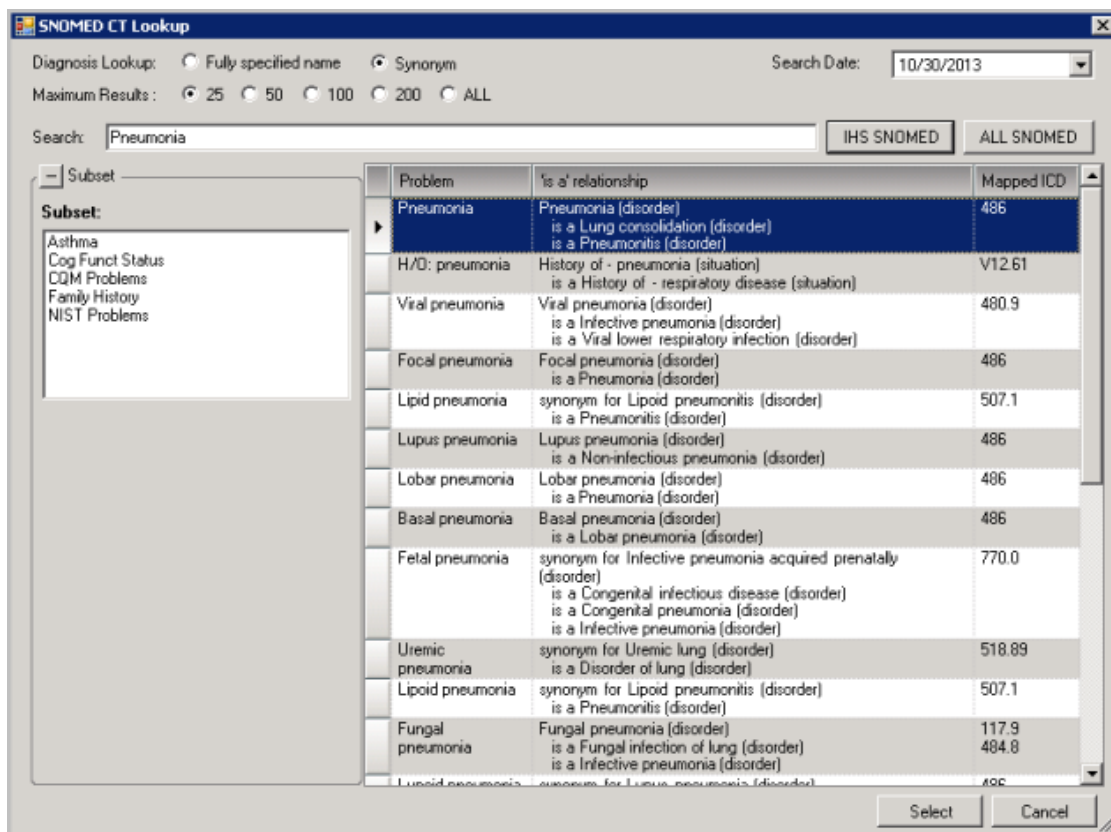 SNOMED CT Lookup
Diagnosis Lookup: Fully specified name Synonym Search Date: 10/30/2013
Maximum Results : 25 50 100 200 ALL
Search: Pneumonia IHS SNOMED ALL SNOMED
Subset
Subset:
Asthma
Cog Funct Status
CQM Problems
Family History
NIST Problems
Problem 'is a' relationship Mapped ICD
Pneumonia Pneumonia (disorder) 486
is a Lung consolidation (disorder)
is a Pneumonitis (disorder)
H/O: pneumonia History of - pneumonia (situation) V12.61
is a History of - respiratory disease (situation)
Viral pneumonia Viral pneumonia (disorder) 480.9
is a Infective pneumonia (disorder)
is a Viral lower respiratory infection (disorder)
Focal pneumonia Focal pneumonia (disorder) 486
is a Pneumonia (disorder)
Lipid pneumonia synonym for Lipoid pneumonitis (disorder) 507.1
is a Pneumonitis (disorder)
Lupus pneumonia Lupus pneumonia (disorder) 486
is a Non-infectious pneumonia (disorder)
Lobar pneumonia Lobar pneumonia (disorder) 486
is a Pneumonia (disorder)
Basal pneumonia Basal pneumonia (disorder) 486
is a Lobar pneumonia (disorder)
Fetal pneumonia synonym for Infective pneumonia acquired prenatally 770.0
(disorder)
is a Congenital infectious disease (disorder)
is a Congenital pneumonia (disorder)
is a Infective pneumonia (disorder)
Uremic synonym for Uremic lung (disorder) 518.89
pneumonia is a Disorder of lung (disorder)
Lipoid pneumonia synonym for Lipoid pneumonitis (disorder) 507.1
is a Pneumonitis (disorder)
Fungal Fungal pneumonia (disorder) 117.9
pneumonia is a Fungal infection of lung (disorder) 484.8
is a Infective pneumonia (disorder)
Lupoid pneumonia synonym for Lupus pneumonia (disorder) 486
Select Cancel